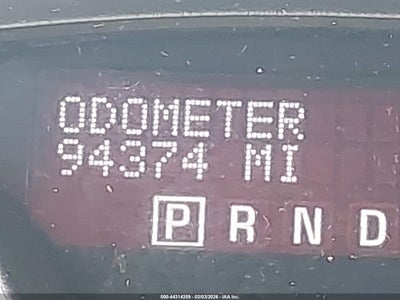 ODOMETER
94374 MI
P R N D
000-44314359 - 02/03/2026 - IAA Inc.